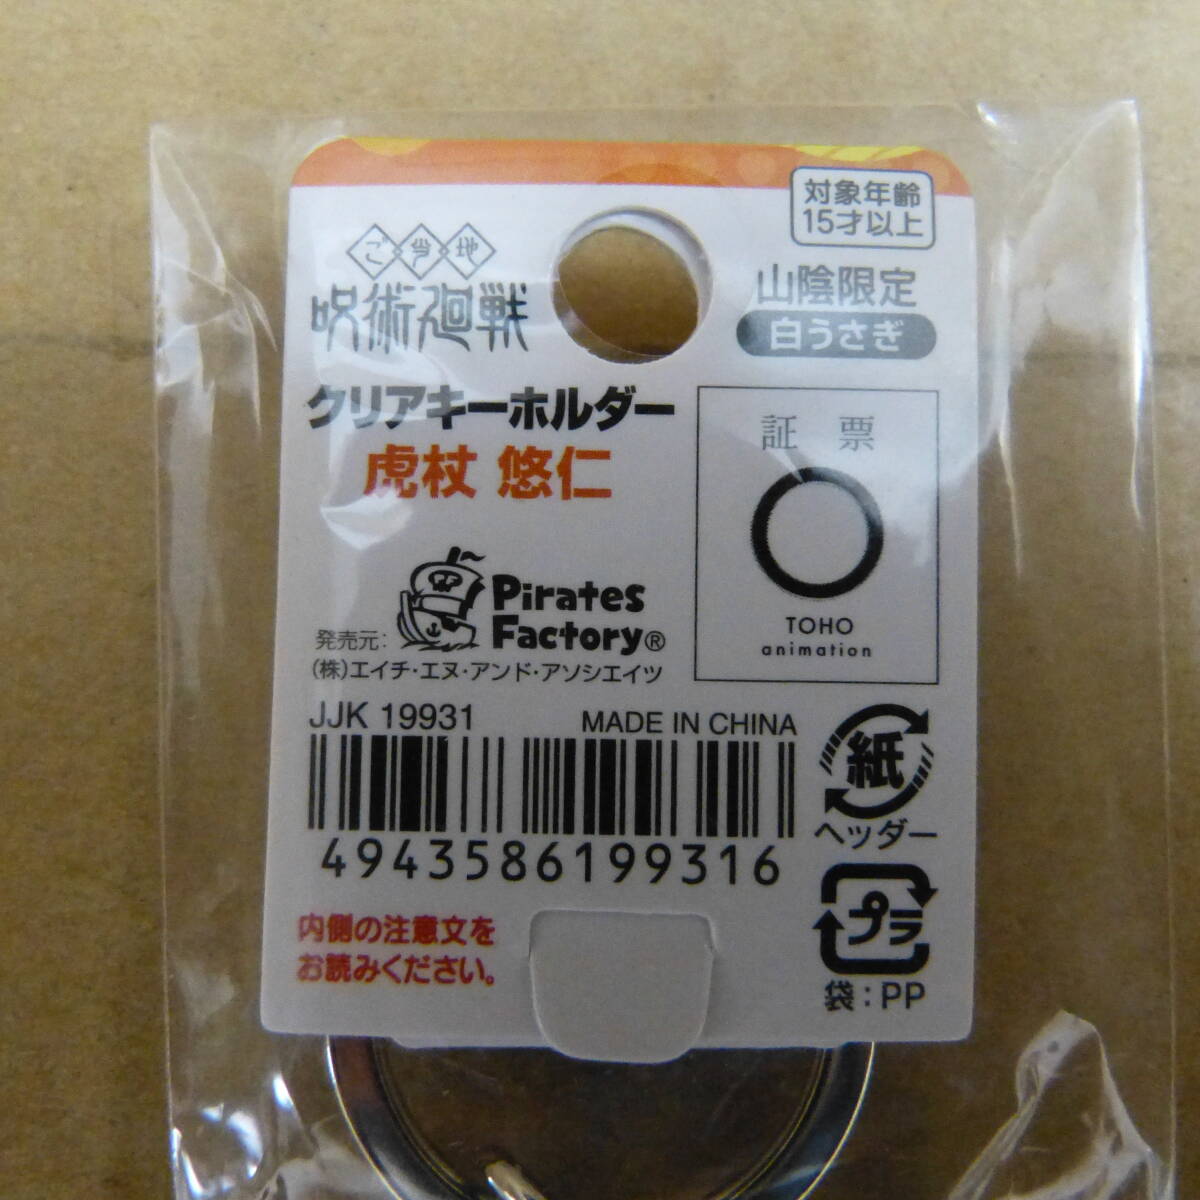 対象年齢
15才以上
ご当地
呪術廻戦
山陰限定
白うさぎ
クリアキーホルダー
虎杖 悠仁
証 票
TOHO
animation
Pirates
Factory®
発売元:
(株)エイチ・エヌ・アンド・アソシエイツ
JJK 19931
MADE IN CHINA
4943586199316
紙
ヘッダー
プラ
袋:PP
内側の注意文を
お読みください。